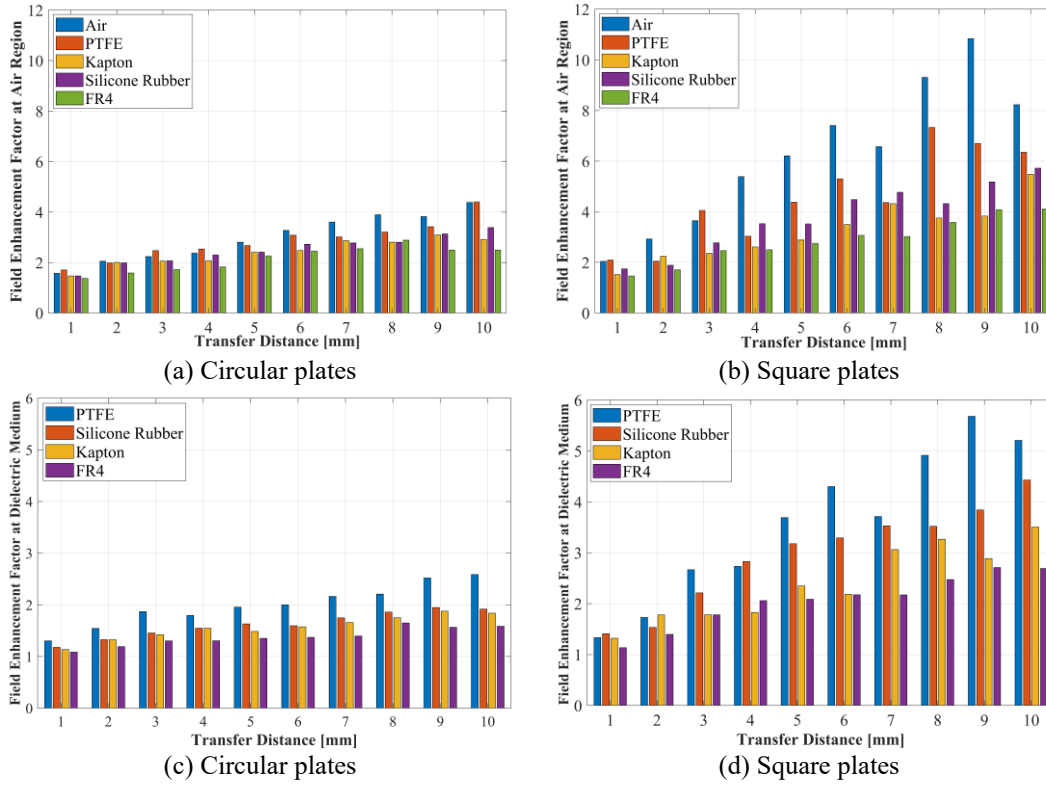 Field Enhancement Factor at Air Region
12
10
8
6
4
2
0
Air
PTFE
Kapton
Silicone Rubber
FR4
1 2 3 4 5 6 7 8 9 10
Transfer Distance [mm]
(a) Circular plates
Field Enhancement Factor at Air Region
12
10
8
6
4
2
0
Air
PTFE
Kapton
Silicone Rubber
FR4
1 2 3 4 5 6 7 8 9 10
Transfer Distance [mm]
(b) Square plates
Field Enhancement Factor at Dielectric Medium
6
5
4
3
2
1
0
PTFE
Silicone Rubber
Kapton
FR4
1 2 3 4 5 6 7 8 9 10
Transfer Distance [mm]
(c) Circular plates
Field Enhancement Factor at Dielectric Medium
6
5
4
3
2
1
0
PTFE
Silicone Rubber
Kapton
FR4
1 2 3 4 5 6 7 8 9 10
Transfer Distance [mm]
(d) Square plates